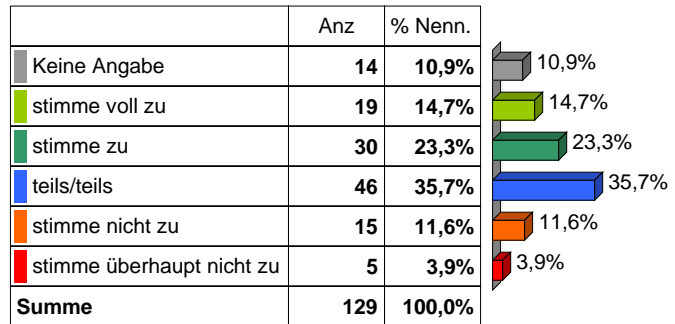 Anz % Nenn.
Keine Angabe 14 10,9% 10,9%
stimme voll zu 19 14,7% 14,7%
stimme zu 30 23,3% 23,3%
teils/teils 46 35,7% 35,7%
stimme nicht zu 15 11,6% 11,6%
stimme überhaupt nicht zu 5 3,9% 3,9%
Summe 129 100,0%